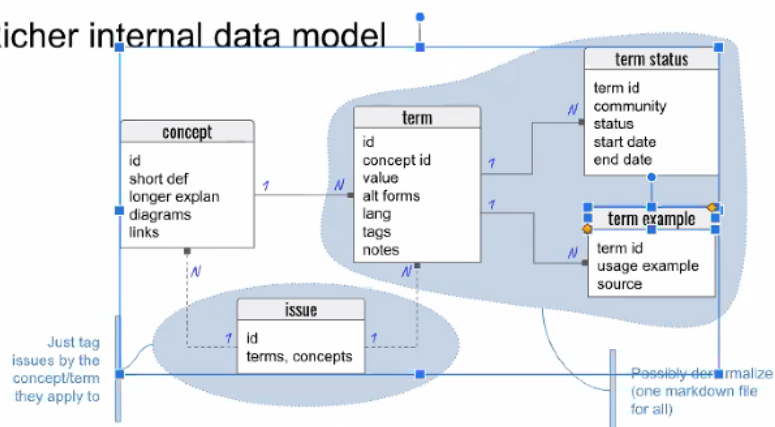 Richer internal data model
term status
term id
community
status
start date
end date
concept
id
short def
longer explan
diagrams
links
term
id
concept id
value
alt forms
lang
tags
notes
term example
term id
usage example
source
issue
id
terms, concepts
1
N
1
N
1
N
N
1
N
1
Just tag
issues by the
concept/term
they apply to
Possibly denormalize
(one markdown file
for all)